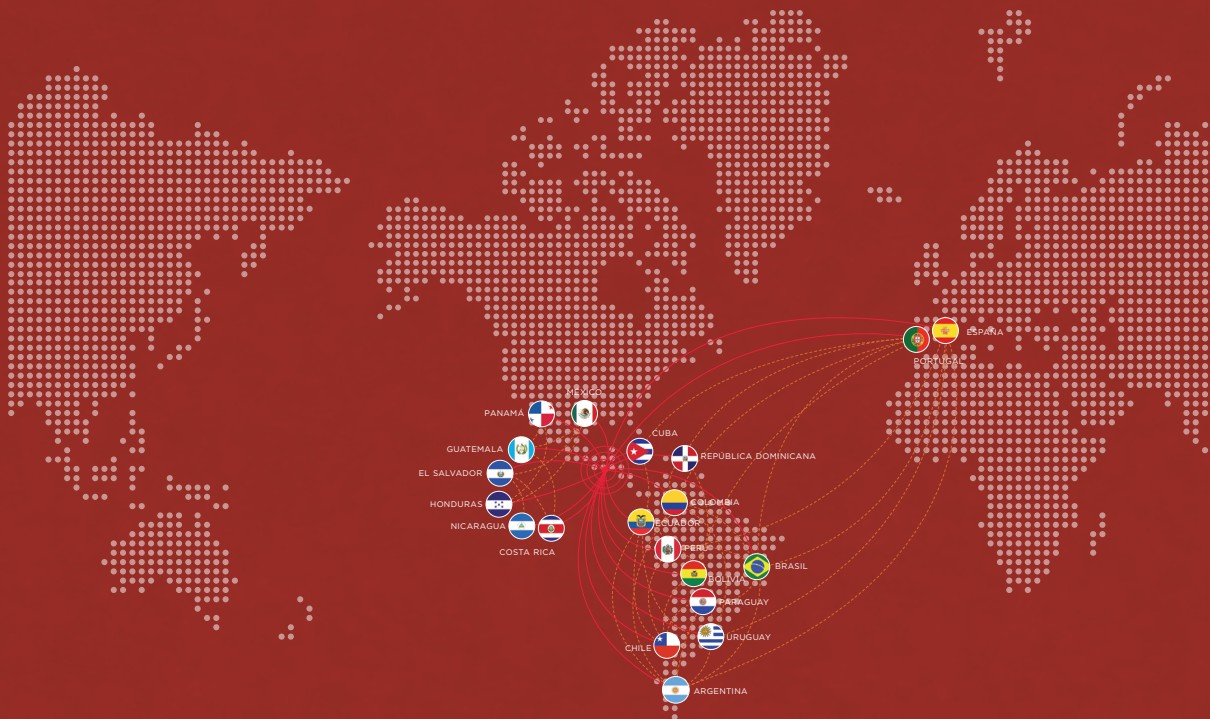 ESPAÑA
PORTUGAL
MÉXICO
PANAMÁ
CUBA
GUATEMALA
REPÚBLICA DOMINICANA
EL SALVADOR
HONDURAS
COLOMBIA
NICARAGUA
ECUADOR
COSTA RICA
PERÚ
BRASIL
BOLIVIA
PARAGUAY
URUGUAY
CHILE
ARGENTINA